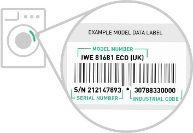 EXAMPLE MODEL DATA LABEL
MODEL NUMBER
IWE 81681 ECO (UK)
S/N 212147893 * 30788330000
SERIAL NUMBER INDUSTRIAL CODE